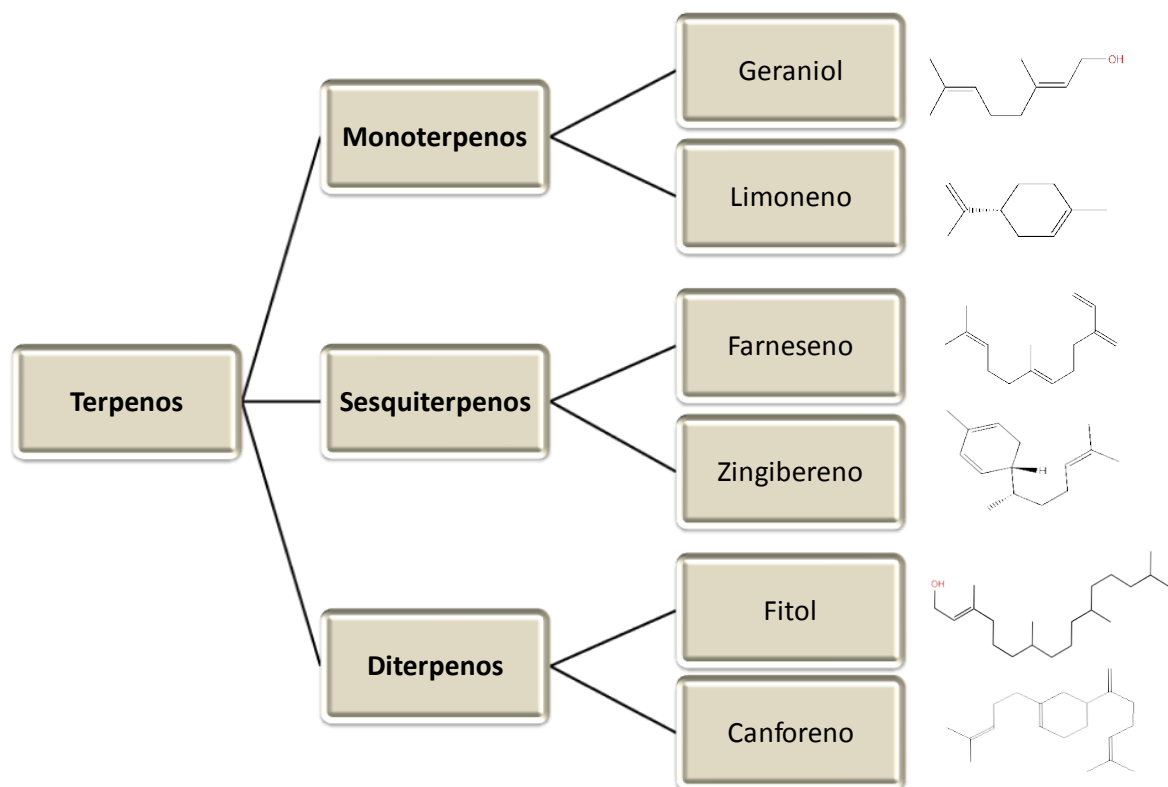 Geraniol
OH
Monoterpenos
Limoneno
Farneseno
Terpenos
Sesquiterpenos
H
Zingibereno
OH
Fitol
Diterpenos
Canforeno